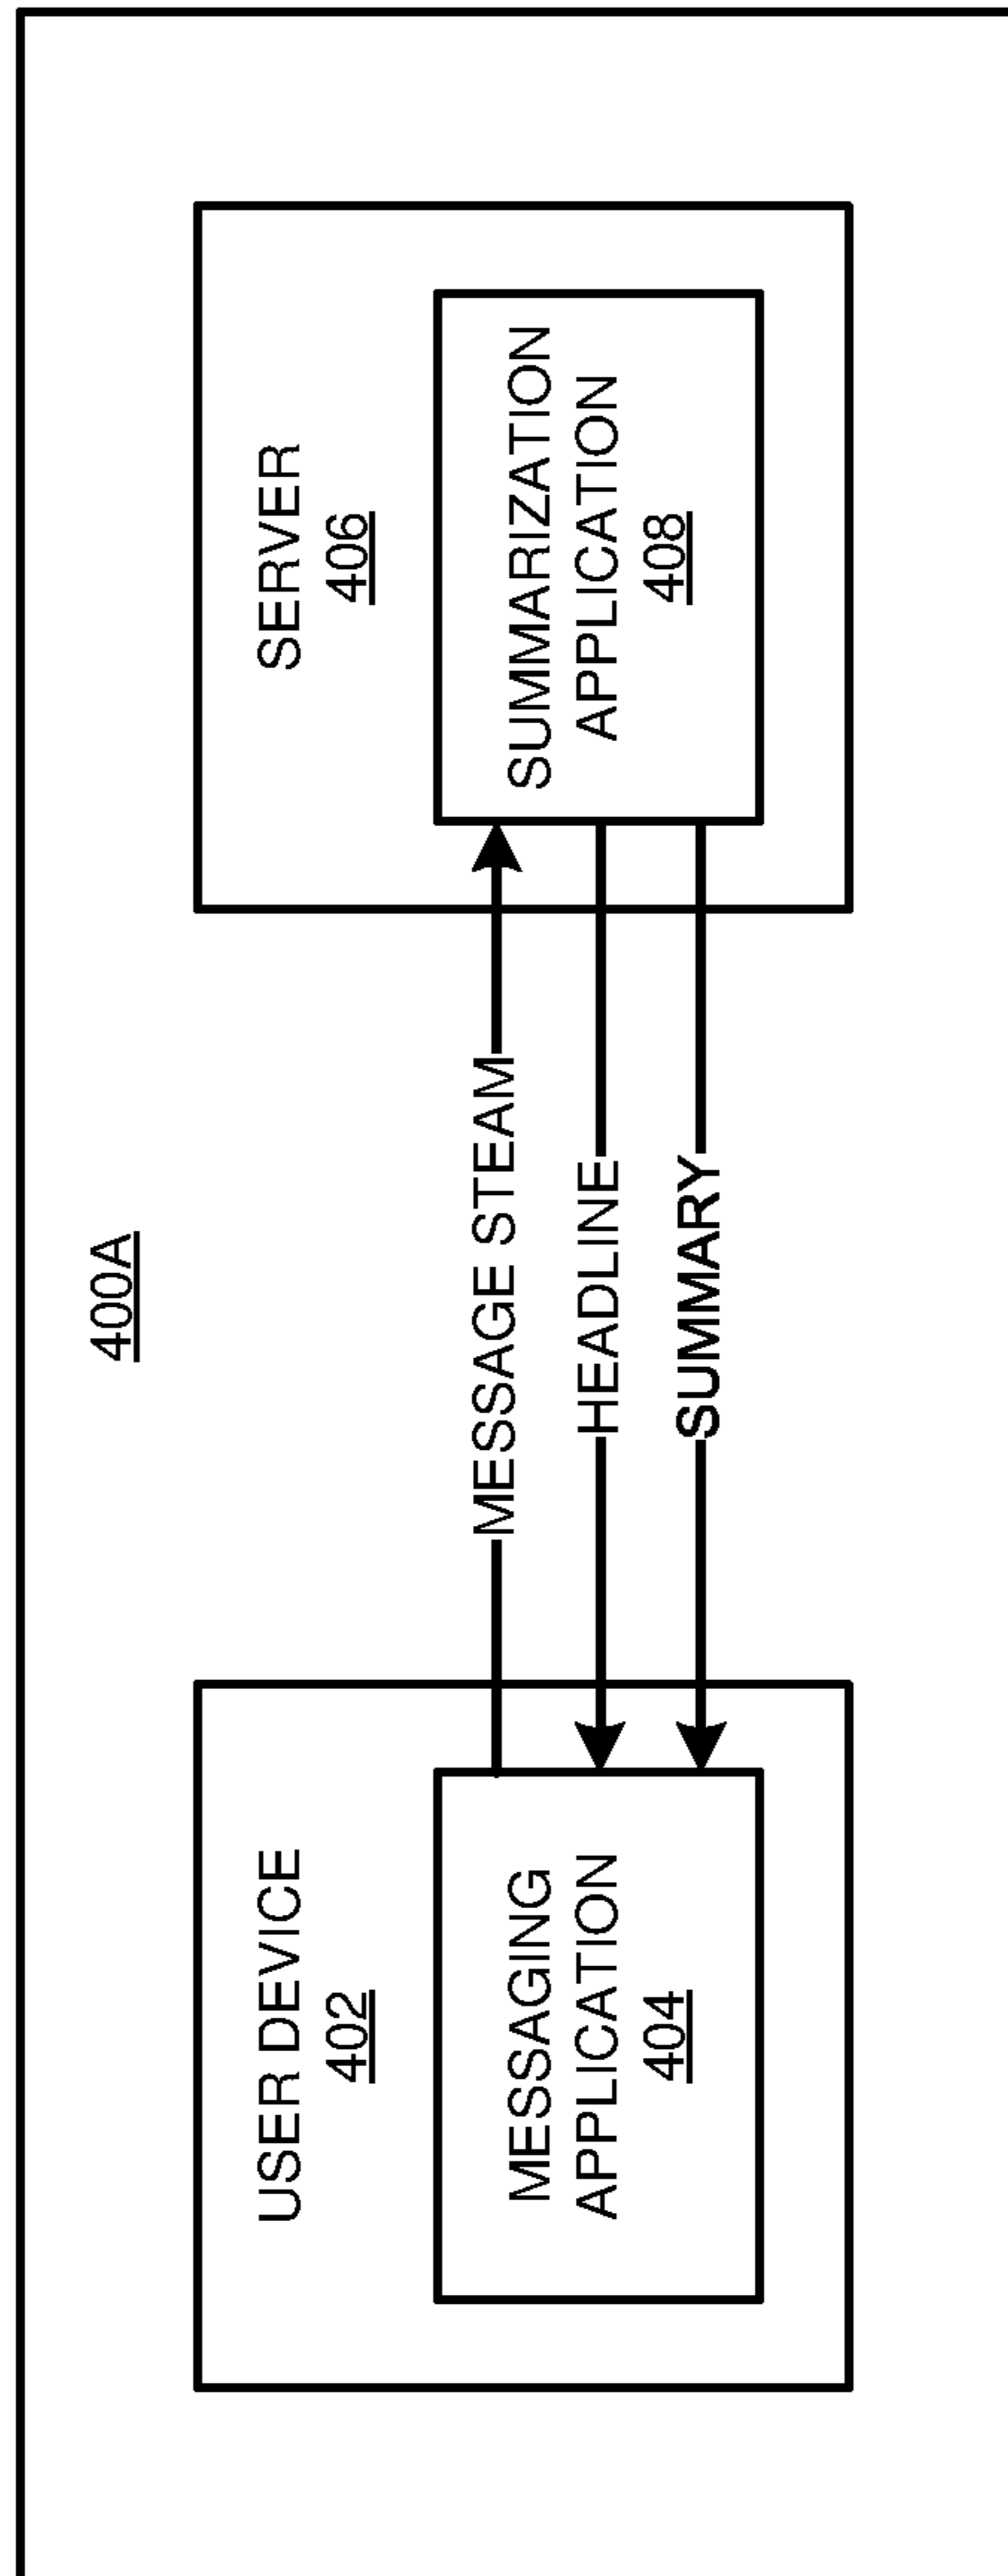 400A
USER DEVICE
402
MESSAGING
APPLICATION
404
MESSAGE STEAM
HEADLINE
SUMMARY
SERVER
406
SUMMARIZATION
APPLICATION
408